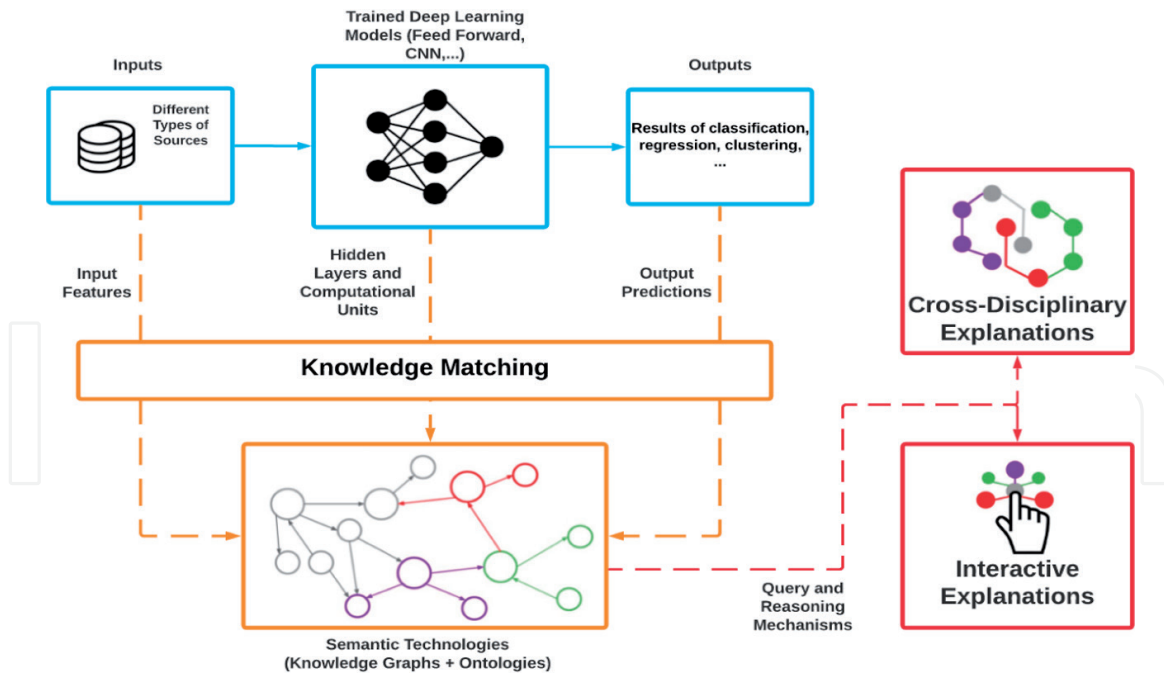 Trained Deep Learning
Models (Feed Forward,
CNN,...)
Inputs
Outputs
Different
Types of
Sources
Results of classification,
regression, clustering,
...
Input
Features
Hidden
Layers and
Computational
Units
Output
Predictions
Knowledge Matching
Cross-Disciplinary
Explanations
Interactive
Explanations
Query and
Reasoning
Mechanisms
Semantic Technologies
(Knowledge Graphs + Ontologies)